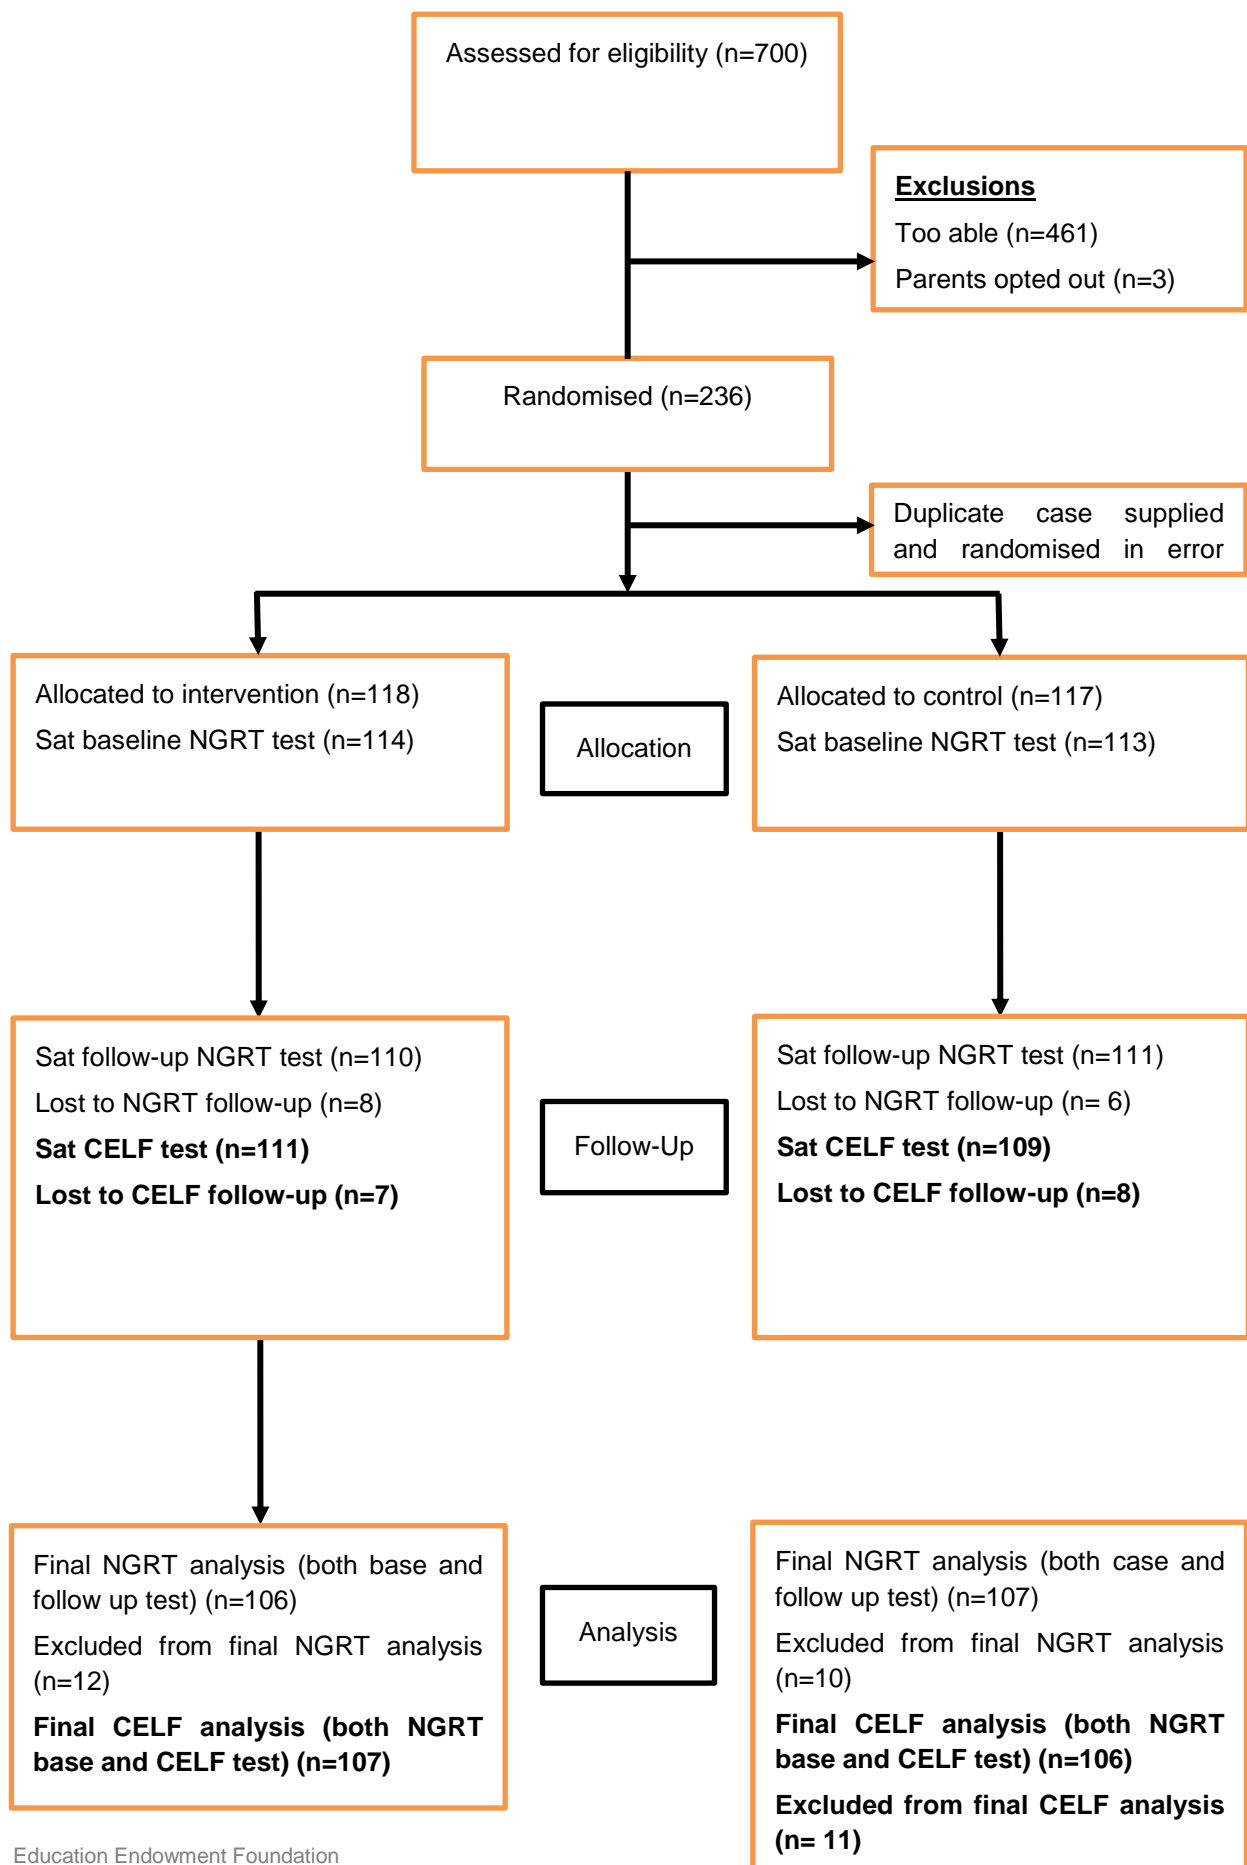 Assessed for eligibility (n=700)
Exclusions
Too able (n=461)
Parents opted out (n=3)
Randomised (n=236)
Duplicate case supplied
and randomised in error
Allocated to intervention (n=118)
Sat baseline NGRT test (n=114)
Allocation
Allocated to control (n=117)
Sat baseline NGRT test (n=113)
Sat follow-up NGRT test (n=110)
Lost to NGRT follow-up (n=8)
Sat CELF test (n=111)
Lost to CELF follow-up (n=7)
Follow-Up
Sat follow-up NGRT test (n=111)
Lost to NGRT follow-up (n= 6)
Sat CELF test (n=109)
Lost to CELF follow-up (n=8)
Final NGRT analysis (both base and
follow up test) (n=106)
Excluded from final NGRT analysis
(n=12)
Final CELF analysis (both NGRT
base and CELF test) (n=107)
Analysis
Final NGRT analysis (both case and
follow up test) (n=107)
Excluded from final NGRT analysis
(n=10)
Final CELF analysis (both NGRT
base and CELF test) (n=106)
Excluded from final CELF analysis
(n= 11)
Education Endowment Foundation